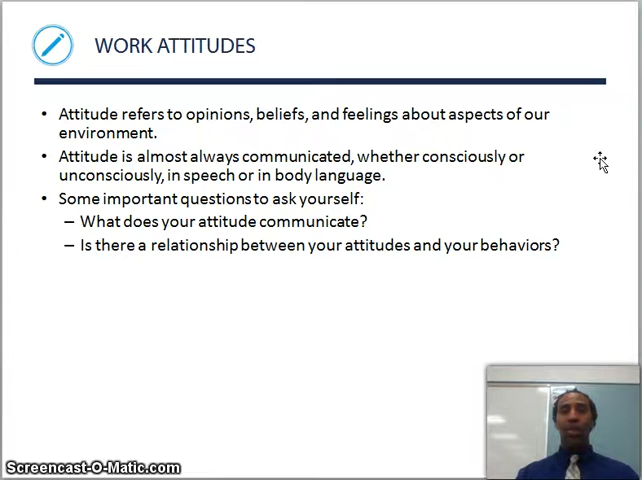 WORK ATTITUDES
• Attitude refers to opinions, beliefs, and feelings about aspects of our
environment.
• Attitude is almost always communicated, whether consciously or
unconsciously, in speech or in body language.
• Some important questions to ask yourself:
– What does your attitude communicate?
– Is there a relationship between your attitudes and your behaviors?
Screencast-O-Matic.com